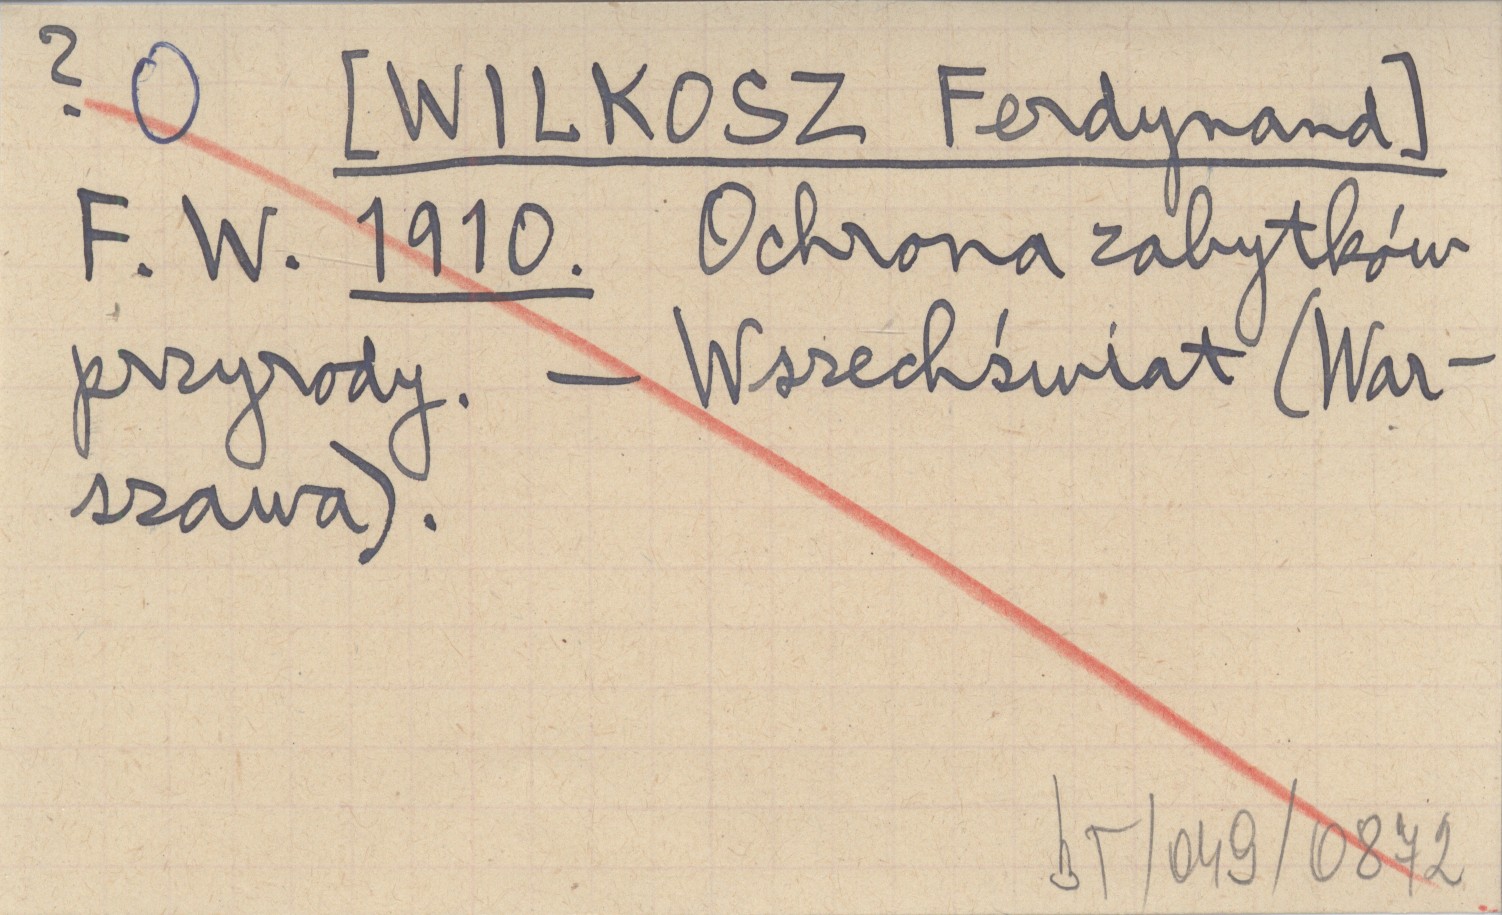 ? O [WILKOSZ Ferdynand]
F. W. 1910. Ochrona zabytków
przyrody. — Wszechświat (War-
szawa).
bT/049/0872